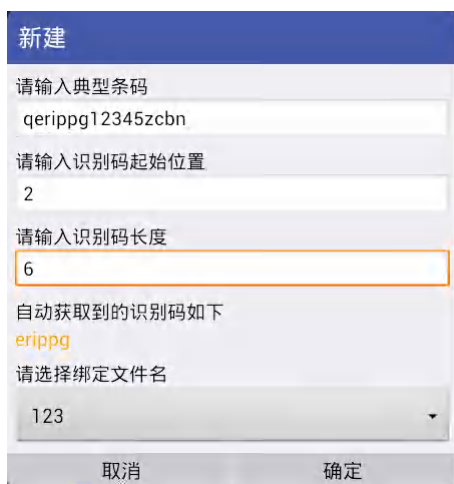 新建
请输入典型条码
qerippg12345zcbn
请输入识别码起始位置
2
请输入识别码长度
6
自动获取到的识别码如下
erippg
请选择绑定文件名
123
取消 确定